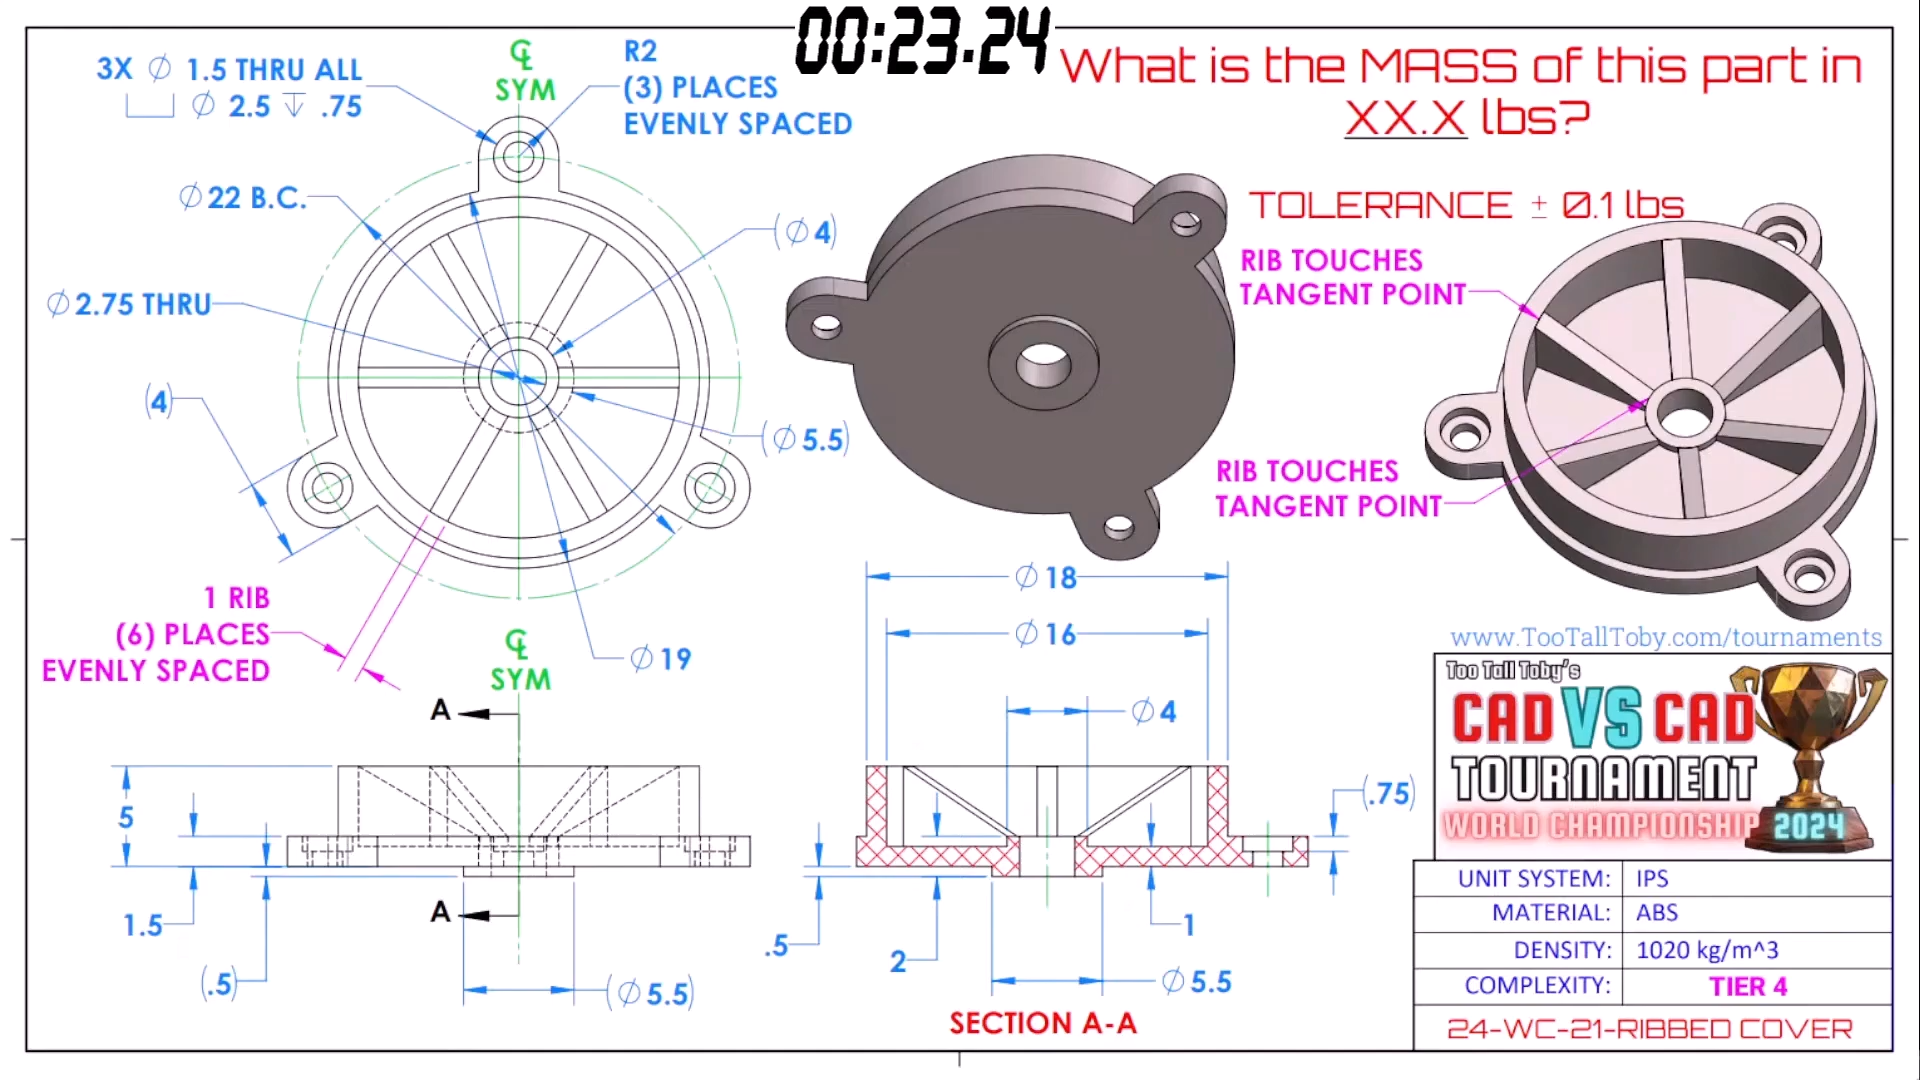 00:23.24
What is the MASS of this part in
XX.X lbs?
TOLERANCE ± 0.1 lbs
3X ∅ 1.5 THRU ALL
⌴ ∅ 2.5 ↧ .75
℄
SYM
R2
(3) PLACES
EVENLY SPACED
∅ 22 B.C.
(∅ 4)
∅ 2.75 THRU
(4)
(∅ 5.5)
1 RIB
(6) PLACES
EVENLY SPACED
℄
SYM
∅ 19
RIB TOUCHES
TANGENT POINT
RIB TOUCHES
TANGENT POINT
∅ 18
∅ 16
∅ 4
A
5
1.5
(.5)
A
(∅ 5.5)
(.75)
.5
2
1
∅ 5.5
SECTION A-A
www.TooTallToby.com/tournaments
Too Tall Toby's
CAD VS CAD
TOURNAMENT
WORLD CHAMPIONSHIP 2024
UNIT SYSTEM: IPS
MATERIAL: ABS
DENSITY: 1020 kg/m^3
COMPLEXITY: TIER 4
24-WC-21-RIBBED COVER